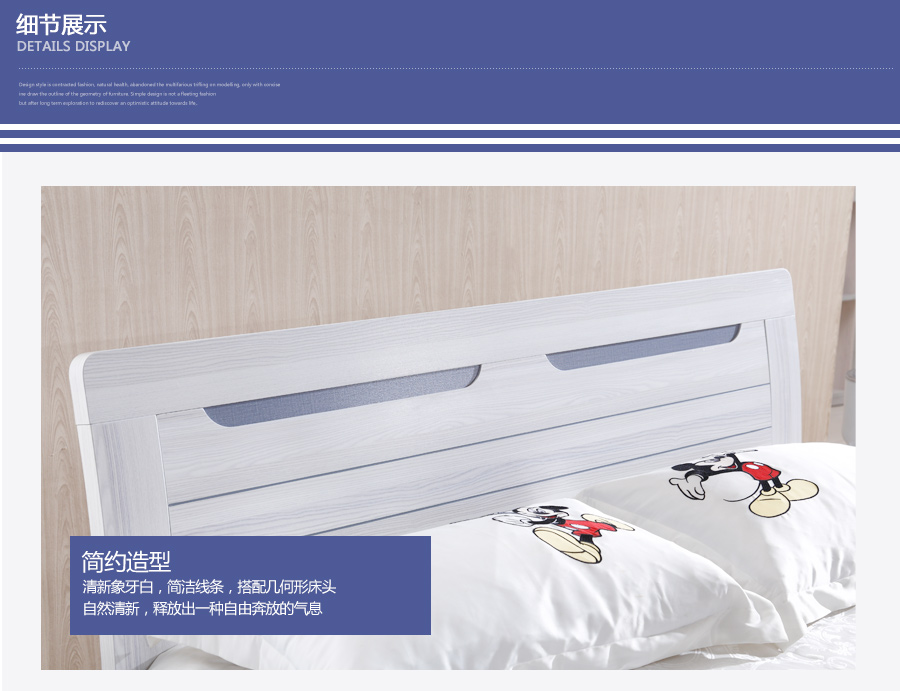 细节展示
DETAILS DISPLAY
Design style is contracted fashion, natural health, abandoned the multifarious trifling on modelling, only with concise
line draw the outline of the geometry of furniture. Simple design is not a fleeting fashion
but after long term exploration to rediscover an optimistic attitude towards life。
简约造型
清新象牙白，简洁线条，搭配几何形床头
自然清新，释放出一种自由奔放的气息